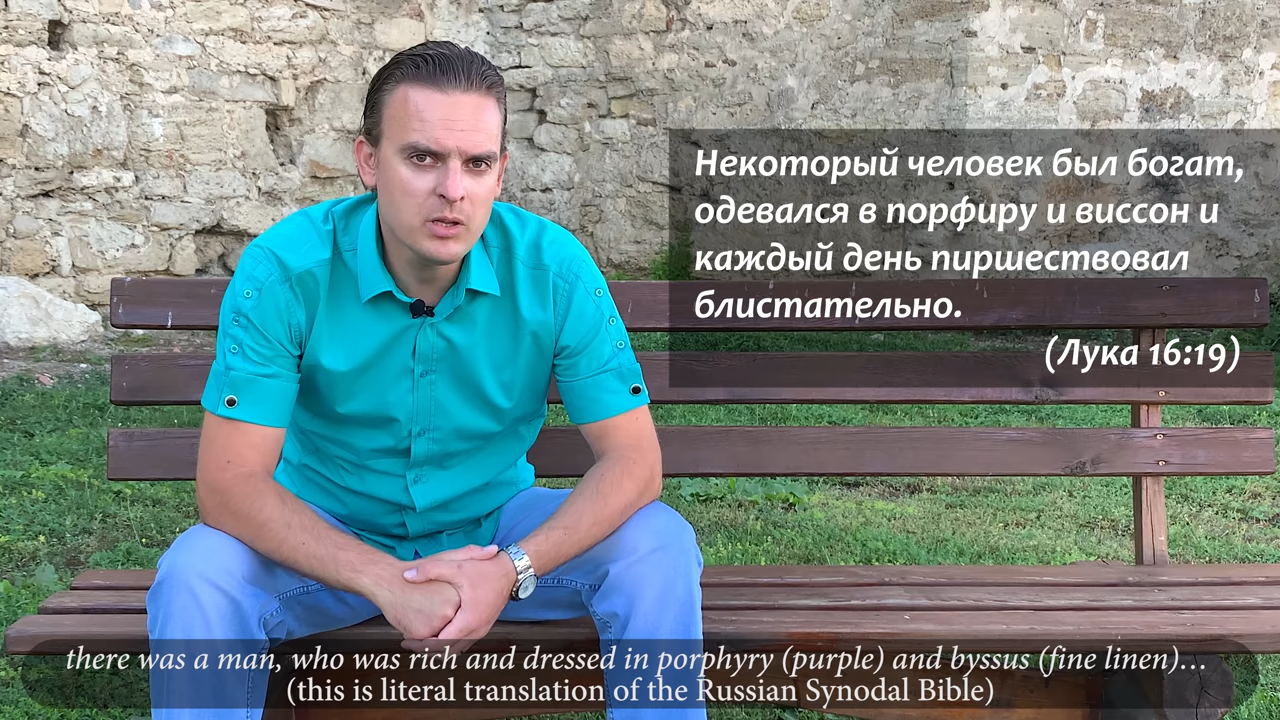 Некоторый человек был богат,
одевался в порфиру и виссон и
каждый день пиршествовал
блистательно.
(Лука 16:19)
there was a man, who was rich and dressed in porphyry (purple) and byssus (fine linen)…
(this is literal translation of the Russian Synodal Bible)